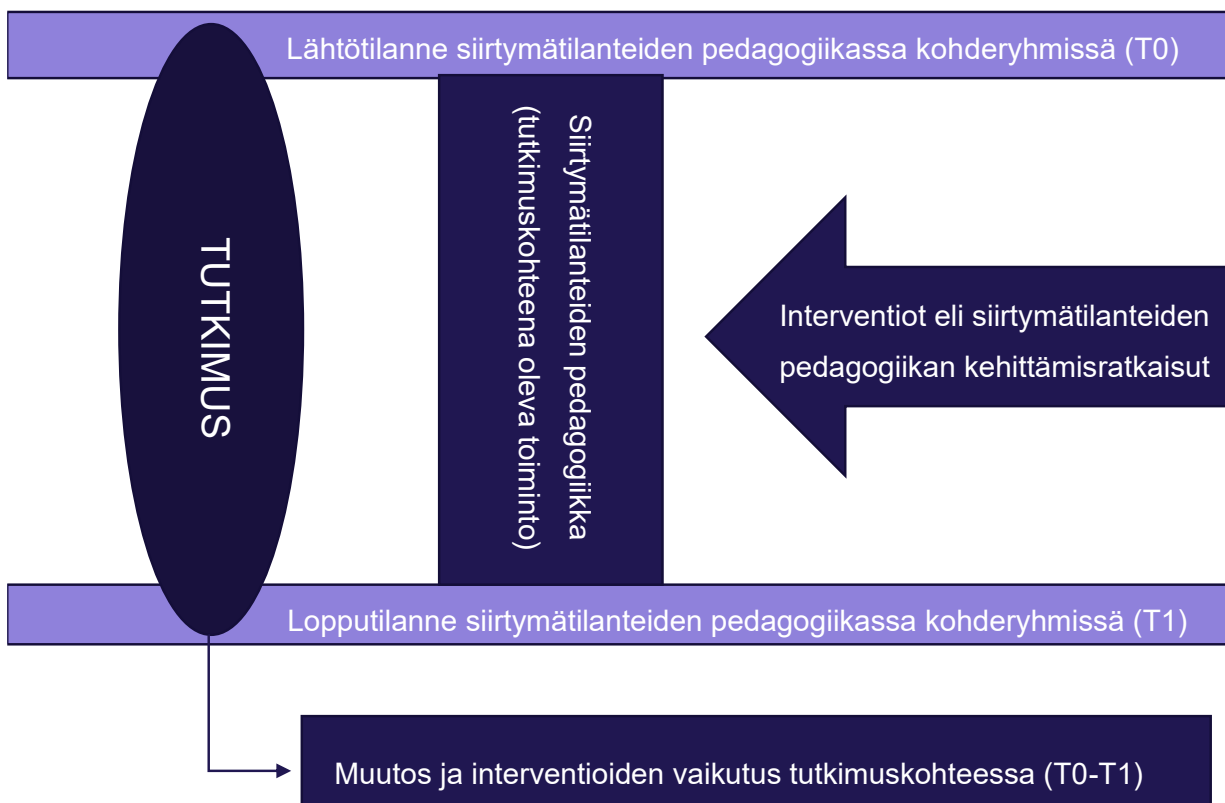 Lähtötilanne siirtymätilanteiden pedagogiikassa kohderyhmissä (T0)
TUTKIMUS
Siirtymätilanteiden pedagogiikka
(tutkimuskohteena oleva toiminto)
Interventiot eli siirtymätilanteiden
pedagogiikan kehittämisratkaisut
Lopputilanne siirtymätilanteiden pedagogiikassa kohderyhmissä (T1)
Muutos ja interventioiden vaikutus tutkimuskohteessa (T0-T1)